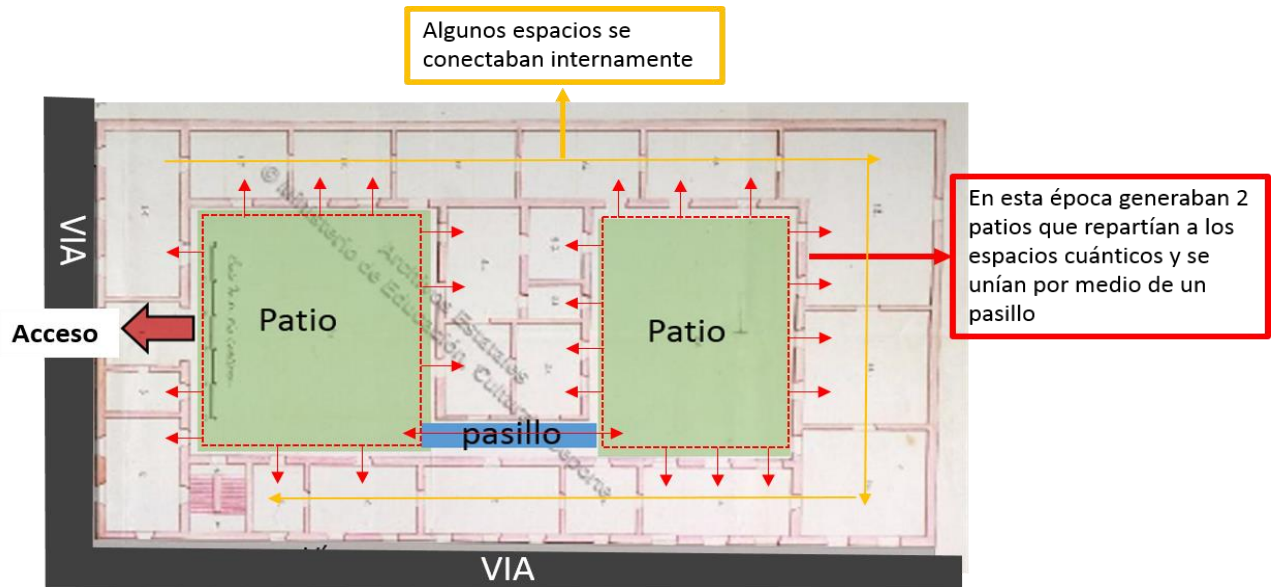 Algunos espacios se
conectaban internamente
VIA
Acceso
Patio
Patio
pasillo
En esta época generaban 2
patios que repartían a los
espacios cuánticos y se
unían por medio de un
pasillo
© Ministerio de Educación, Cultura
Archivos Estatales
VIA